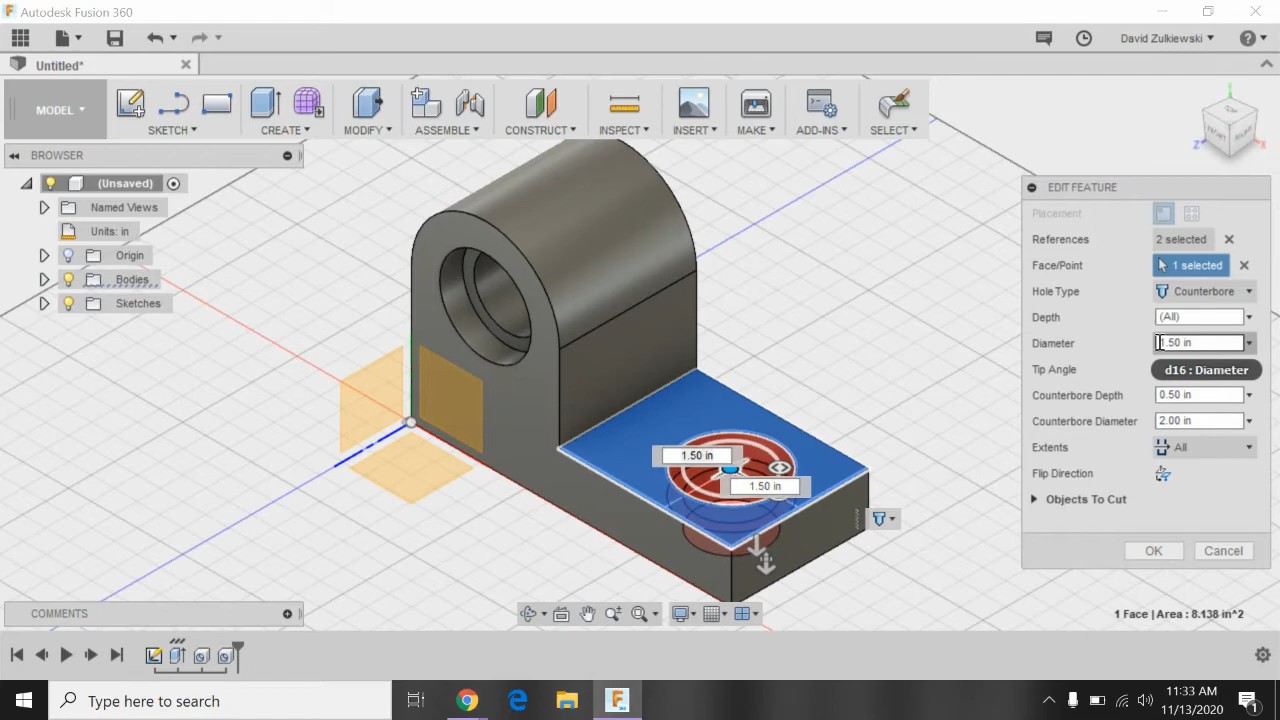 Autodesk Fusion 360
David Zulkiewski
Untitled*
MODEL
SKETCH
CREATE
MODIFY
ASSEMBLE
CONSTRUCT
INSPECT
INSERT
MAKE
ADD-INS
SELECT
BROWSER
(Unsaved)
Named Views
Units: in
Origin
Bodies
Sketches
TOP
FRONT
RIGHT
Z
X
EDIT FEATURE
Placement
References 2 selected
Face/Point 1 selected
Hole Type Counterbore
Depth (All)
Diameter 1.50 in
Tip Angle d16 : Diameter
Counterbore Depth 0.50 in
Counterbore Diameter 2.00 in
Extents All
Flip Direction
Objects To Cut
OK Cancel
1.50 in
1.50 in
COMMENTS
1 Face | Area : 8.138 in^2
Type here to search
11:33 AM
11/13/2020
1